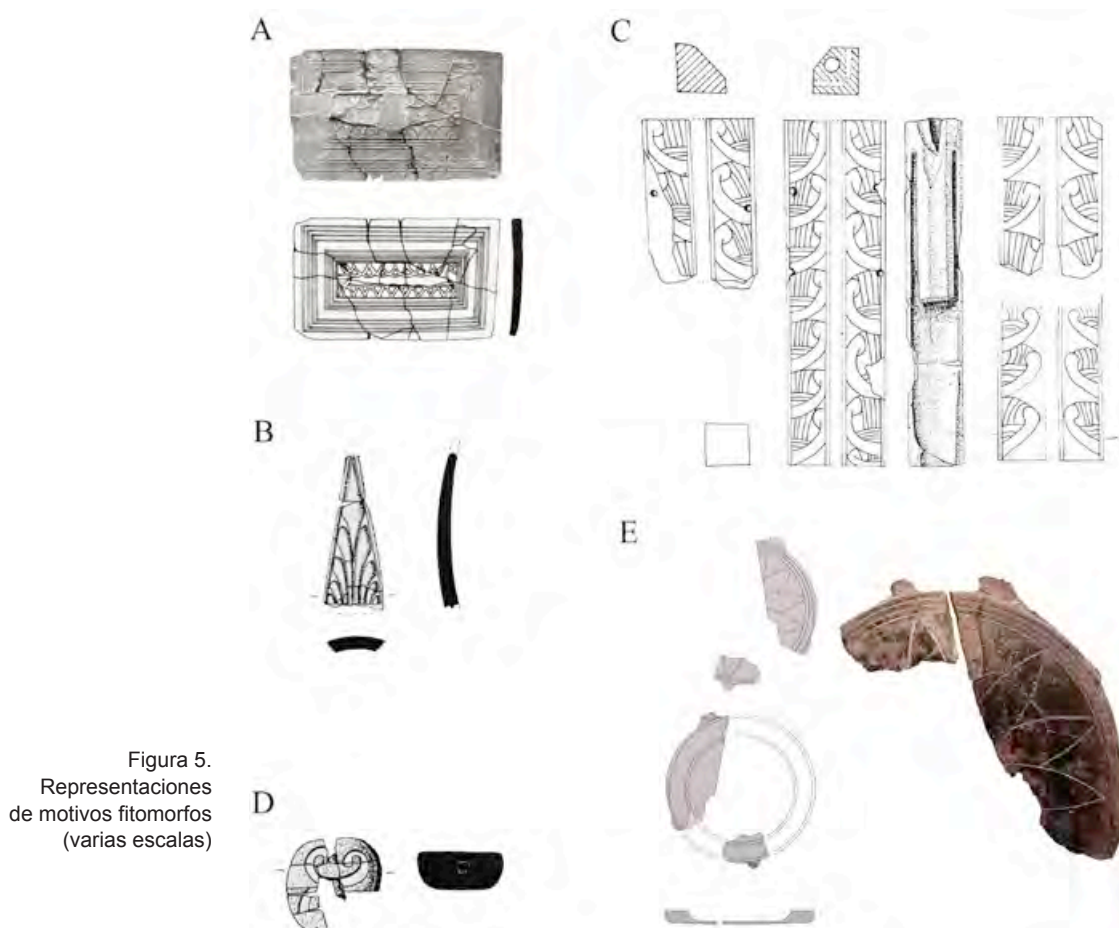 A
C
B
E
Figura 5.
Representaciones
de motivos fitomorfos
(varias escalas)
D